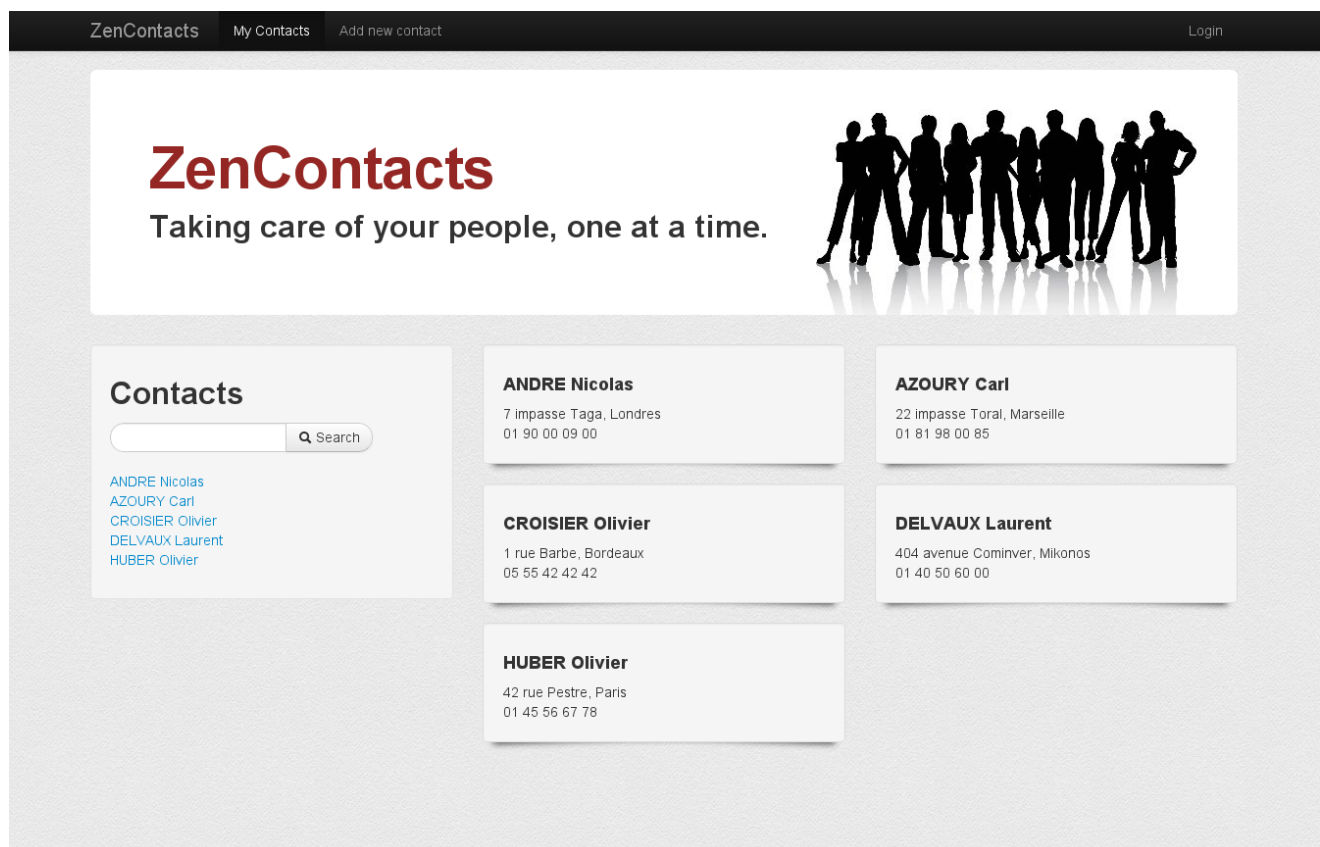 ZenContacts My Contacts Add new contact Login
ZenContacts
Taking care of your people, one at a time.
Contacts
Search
ANDRE Nicolas
AZOURY Carl
CROISIER Olivier
DELVAUX Laurent
HUBER Olivier
ANDRE Nicolas
7 impasse Taga, Londres
01 90 00 09 00
AZOURY Carl
22 impasse Toral, Marseille
01 81 98 00 85
CROISIER Olivier
1 rue Barbe, Bordeaux
05 55 42 42 42
DELVAUX Laurent
404 avenue Cominver, Mikonos
01 40 50 60 00
HUBER Olivier
42 rue Pestre, Paris
01 45 56 67 78